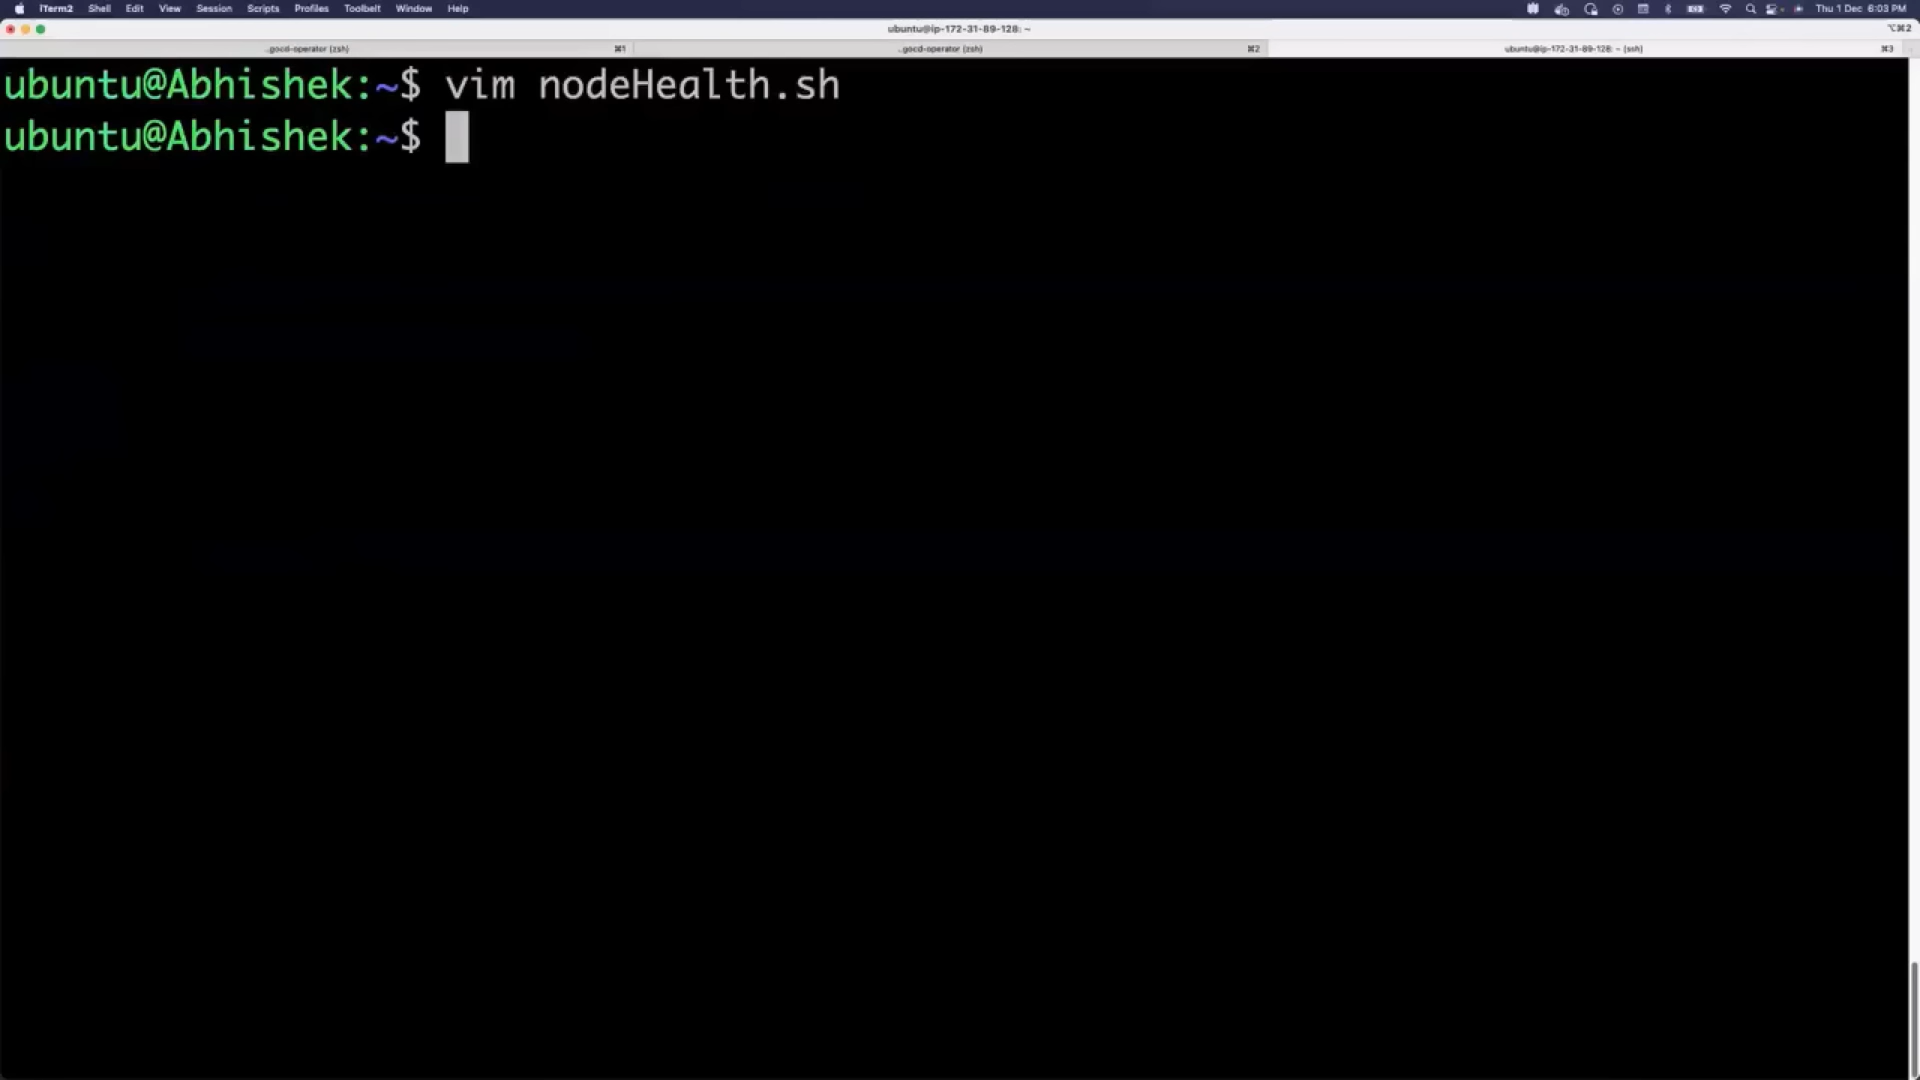 iTerm2 Shell Edit View Session Scripts Profiles Toolbelt Window Help Thu 1 Dec 6:03 PM
ubuntu@ip-172-31-89-128: ~ ⌥⌘2
..gocd-operator (zsh) ⌘1 ..gocd-operator (zsh) ⌘2 ubuntu@ip-172-31-89-128: ~ (ssh) ⌘3
ubuntu@Abhishek:~$ vim nodeHealth.sh
ubuntu@Abhishek:~$